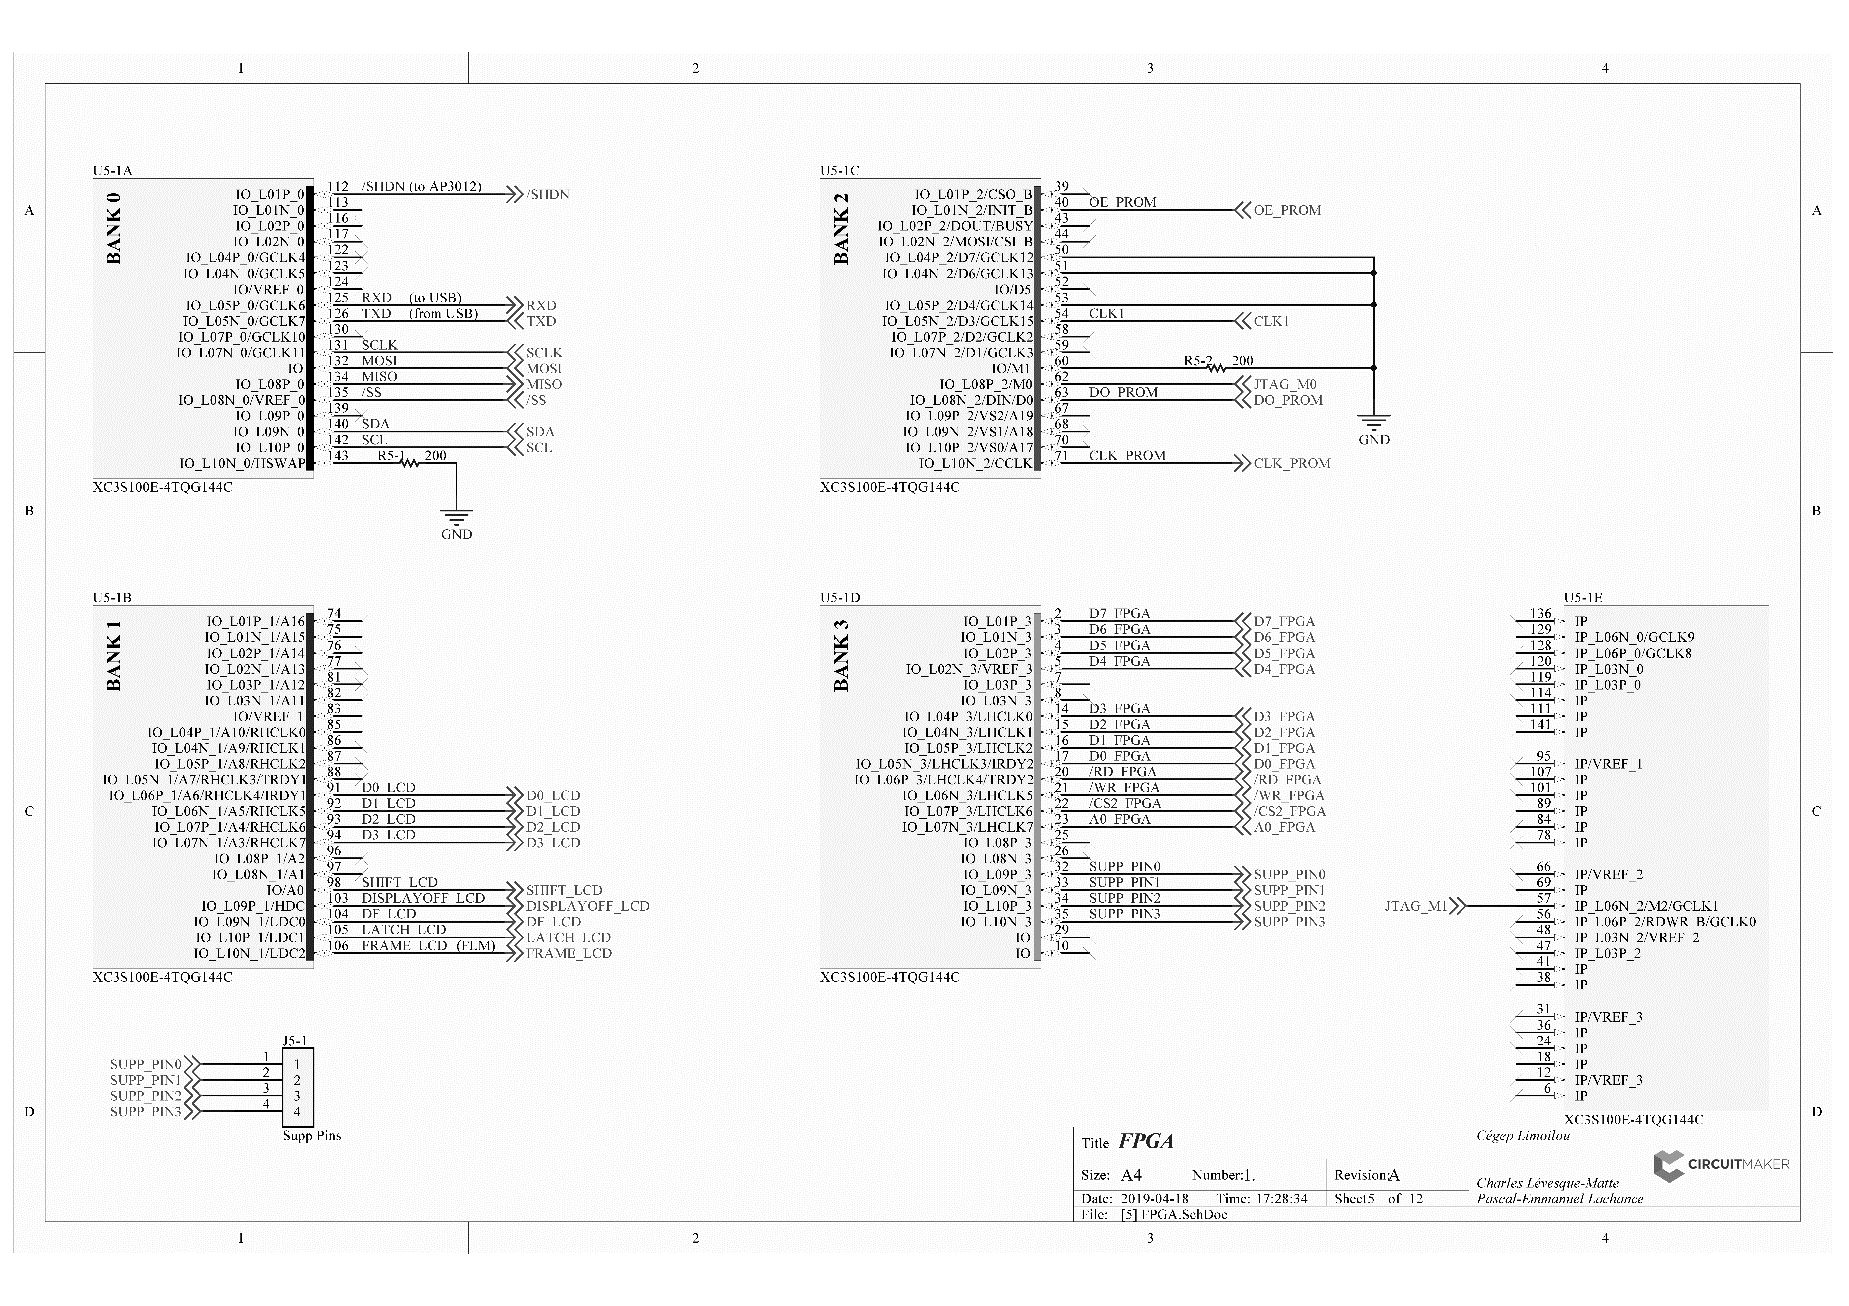 1 2 3 4
A A
B B
C C
D D
U5-1A
BANK 0
IO_L01P_0 112 /SHDN (to AP3012) /SHDN
IO_L01N_0 113
IO_L02P_0 116
IO_L02N_0 117
IO_L04P_0/GCLK4 122
IO_L04N_0/GCLK5 123
IO/VREF_0 124
IO_L05P_0/GCLK6 125 RXD (to USB) RXD
IO_L05N_0/GCLK7 126 TXD (from USB) TXD
IO_L07P_0/GCLK10 130
IO_L07N_0/GCLK11 131 SCLK SCLK
IO 132 MOSI MOSI
IO_L08P_0 134 MISO MISO
IO_L08N_0/VREF_0 135 /SS /SS
IO_L09P_0 139
IO_L09N_0 140 SDA SDA
IO_L10P_0 142 SCL SCL
IO_L10N_0/HSWAP 143 R5-1 200
XC3S100E-4TQG144C
GND
U5-1C
BANK 2
IO_L01P_2/CSO_B 39
IO_L01N_2/INIT_B 40 OE_PROM OE_PROM
IO_L02P_2/DOUT/BUSY 43
IO_L02N_2/MOSI/CSI_B 44
IO_L04P_2/D7/GCLK12 50
IO_L04N_2/D6/GCLK13 51
IO/D5 52
IO_L05P_2/D4/GCLK14 53
IO_L05N_2/D3/GCLK15 54 CLK1 CLK1
IO_L07P_2/D2/GCLK2 58
IO_L07N_2/D1/GCLK3 59
IO/M1 60 R5-2 200
IO_L08P_2/M0 62 JTAG_M0
IO_L08N_2/DIN/D0 63 DO_PROM DO_PROM
IO_L09P_2/VS2/A19 67
IO_L09N_2/VS1/A18 68
IO_L10P_2/VS0/A17 70
IO_L10N_2/CCLK 71 CLK_PROM CLK_PROM
XC3S100E-4TQG144C
GND
U5-1B
BANK 1
IO_L01P_1/A16 74
IO_L01N_1/A15 75
IO_L02P_1/A14 76
IO_L02N_1/A13 77
IO_L03P_1/A12 81
IO_L03N_1/A11 82
IO/VREF_1 83
IO_L04P_1/A10/RHCLK0 85
IO_L04N_1/A9/RHCLK1 86
IO_L05P_1/A8/RHCLK2 87
IO_L05N_1/A7/RHCLK3/TRDY1 88
IO_L06P_1/A6/RHCLK4/IRDY1 91 D0_LCD D0_LCD
IO_L06N_1/A5/RHCLK5 92 D1_LCD D1_LCD
IO_L07P_1/A4/RHCLK6 93 D2_LCD D2_LCD
IO_L07N_1/A3/RHCLK7 94 D3_LCD D3_LCD
IO_L08P_1/A2 96
IO_L08N_1/A1 97
IO/A0 98 SHIFT_LCD SHIFT_LCD
IO_L09P_1/HDC 103 DISPLAYOFF_LCD DISPLAYOFF_LCD
IO_L09N_1/LDC0 104 DF_LCD DF_LCD
IO_L10P_1/LDC1 105 LATCH_LCD LATCH_LCD
IO_L10N_1/LDC2 106 FRAME_LCD (FLM) FRAME_LCD
XC3S100E-4TQG144C
U5-1D
BANK 3
IO_L01P_3 2 D7_FPGA D7_FPGA
IO_L01N_3 3 D6_FPGA D6_FPGA
IO_L02P_3 4 D5_FPGA D5_FPGA
IO_L02N_3/VREF_3 5 D4_FPGA D4_FPGA
IO_L03P_3 7
IO_L03N_3 8
IO_L04P_3/LHCLK0 14 D3_FPGA D3_FPGA
IO_L04N_3/LHCLK1 15 D2_FPGA D2_FPGA
IO_L05P_3/LHCLK2 16 D1_FPGA D1_FPGA
IO_L05N_3/LHCLK3/IRDY2 17 D0_FPGA D0_FPGA
IO_L06P_3/LHCLK4/TRDY2 20 /RD_FPGA /RD_FPGA
IO_L06N_3/LHCLK5 21 /WR_FPGA /WR_FPGA
IO_L07P_3/LHCLK6 22 /CS2_FPGA /CS2_FPGA
IO_L07N_3/LHCLK7 23 A0_FPGA A0_FPGA
IO_L08P_3 25
IO_L08N_3 26
IO_L09P_3 32 SUPP_PIN0 SUPP_PIN0
IO_L09N_3 33 SUPP_PIN1 SUPP_PIN1
IO_L10P_3 34 SUPP_PIN2 SUPP_PIN2
IO_L10N_3 35 SUPP_PIN3 SUPP_PIN3
IO 29
IO 10
XC3S100E-4TQG144C
U5-1E
136 IP
129 IP_L06N_0/GCLK9
128 IP_L06P_0/GCLK8
120 IP_L03N_0
119 IP_L03P_0
114 IP
111 IP
141 IP
95 IP/VREF_1
107 IP
101 IP
89 IP
84 IP
78 IP
66 IP/VREF_2
69 IP
JTAG_M1 57 IP_L06N_2/M2/GCLK1
56 IP_L06P_2/RDWR_B/GCLK0
48 IP_L03N_2/VREF_2
47 IP_L03P_2
41 IP
38 IP
31 IP/VREF_3
36 IP
24 IP
18 IP
12 IP/VREF_3
6 IP
XC3S100E-4TQG144C
J5-1
SUPP_PIN0 1 1
SUPP_PIN1 2 2
SUPP_PIN2 3 3
SUPP_PIN3 4 4
Supp Pins
Title FPGA
Size: A4 Number:1. Revision:A
Date: 2019-04-18 Time: 17:28:34 Sheet5 of 12
File: [5] FPGA.SchDoc
Cégep Limoilou
Charles Lévesque-Matte
Pascal-Emmanuel Lachance
CIRCUITMAKER
1 2 3 4